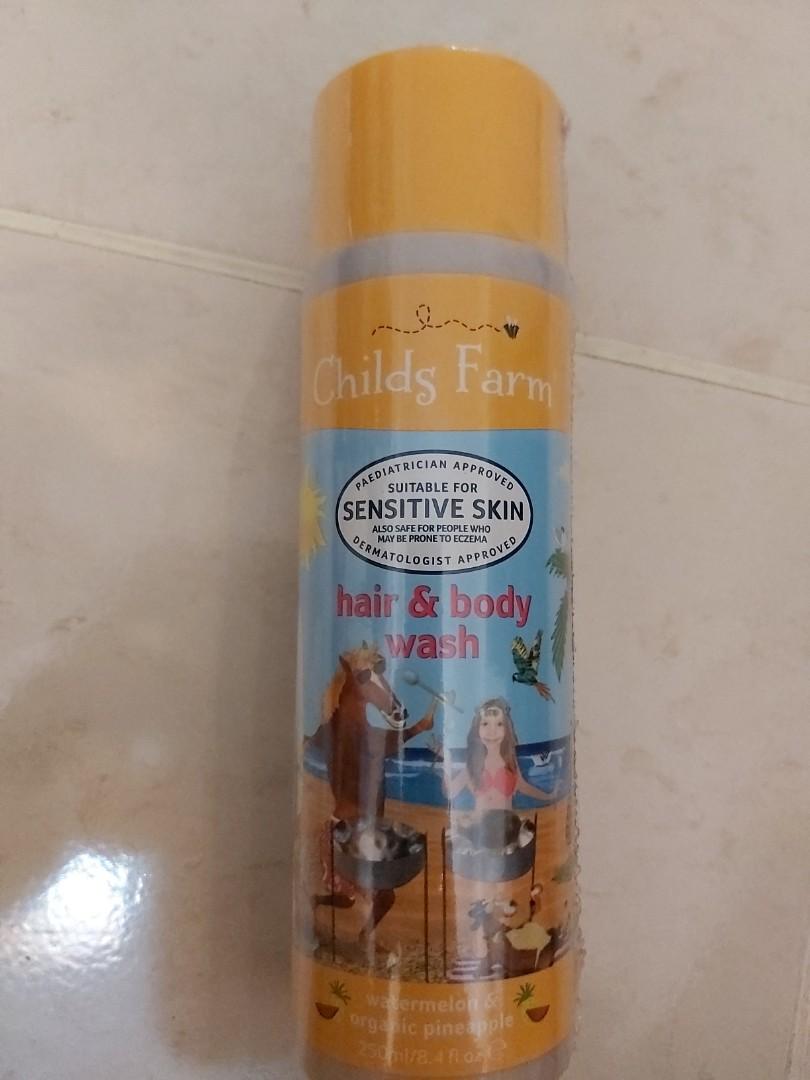 Childs Farm
PAEDIATRICIAN APPROVED
SUITABLE FOR
SENSITIVE SKIN
ALSO SAFE FOR PEOPLE WHO
MAY BE PRONE TO ECZEMA
DERMATOLOGIST APPROVED
hair & body
wash
watermelon &
organic pineapple
250ml/8.4 fl oz ℮